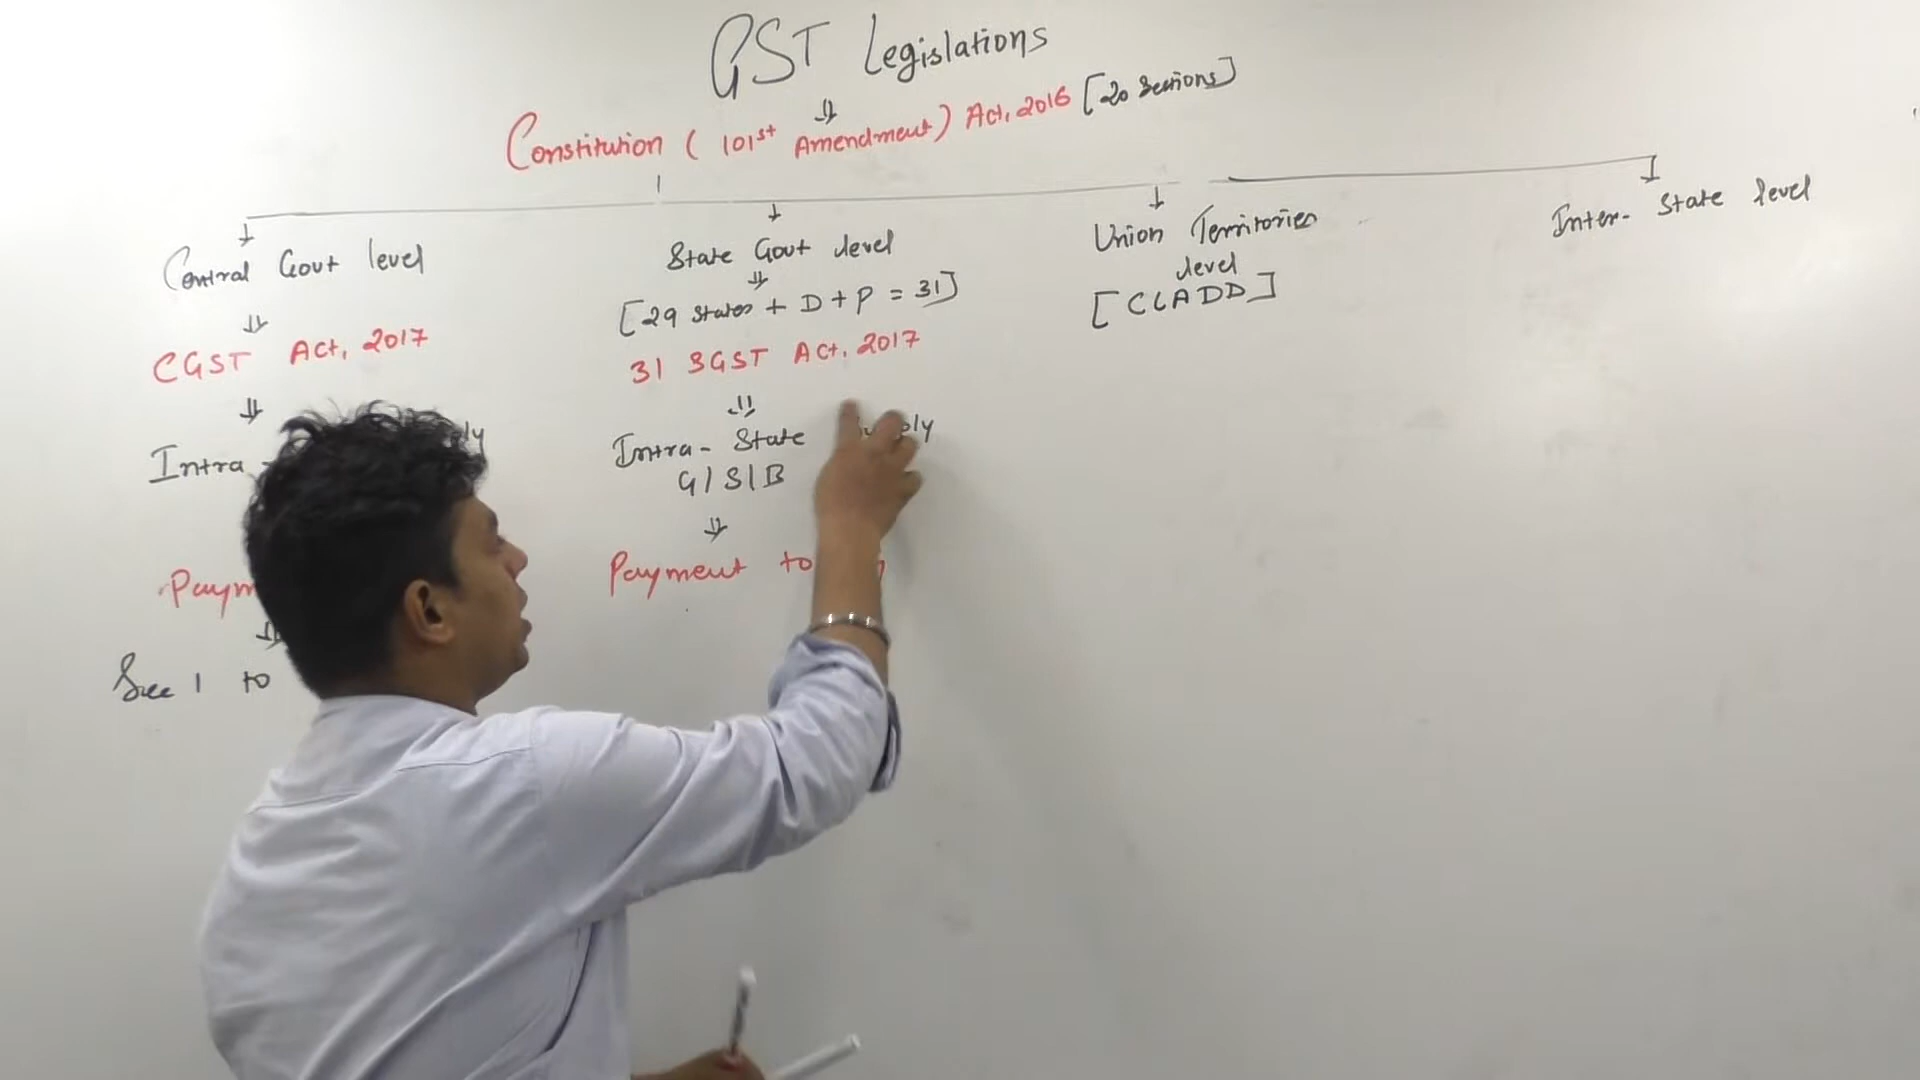 GST Legislations
Constitution (101st Amendment) Act, 2016 [20 Sections]
Central Govt level
CGST Act, 2017
Intra -
Sec 1 to
State Govt level
[29 States + D + P = 31]
31 SGST Act, 2017
Intra - State
G / S / B
Payment to
Union Territories
level
[CLADD]
Inter - State level